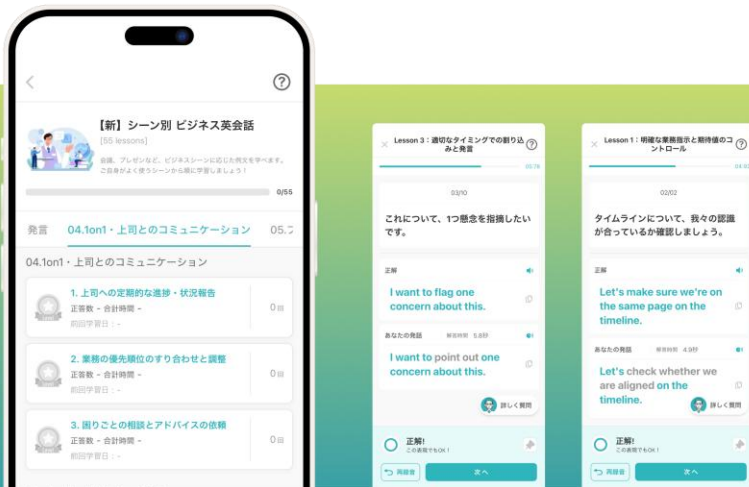 【新】シーン別 ビジネス英会話
[55 lessons]
会議、プレゼンなど、ビジネスシーンに応じた例文を学べます。
ご自身がよく使うシーンから順に学習しましょう！
0/55
発言
04.1on1・上司とのコミュニケーション
05.
04.1on1・上司とのコミュニケーション
1. 上司への定期的な進捗・状況報告
正答数 - 合計時間 -
前回学習日：-
0回
2. 業務の優先順位のすり合わせと調整
正答数 - 合計時間 -
前回学習日：-
0回
3. 困りごとの相談とアドバイスの依頼
正答数 - 合計時間 -
前回学習日：-
0回
Lesson 3：適切なタイミングでの割り込
みと発言
03/10
これについて、1つ懸念を指摘したい
です。
正解
I want to flag one
concern about this.
あなたの発話
解答時間 5.8秒
I want to point out one
concern about this.
詳しく質問
正解!
この表現でもOK！
再録音
次へ
Lesson 1：明確な業務指示と期待値のコ
ントロール
02/02
タイムラインについて、我々の認識
が合っているか確認しましょう。
正解
Let's make sure we're on
the same page on the
timeline.
あなたの発話
解答時間 4.9秒
Let's check whether we
are aligned on the
timeline.
詳しく質問
正解!
この表現でもOK！
再録音
次へ